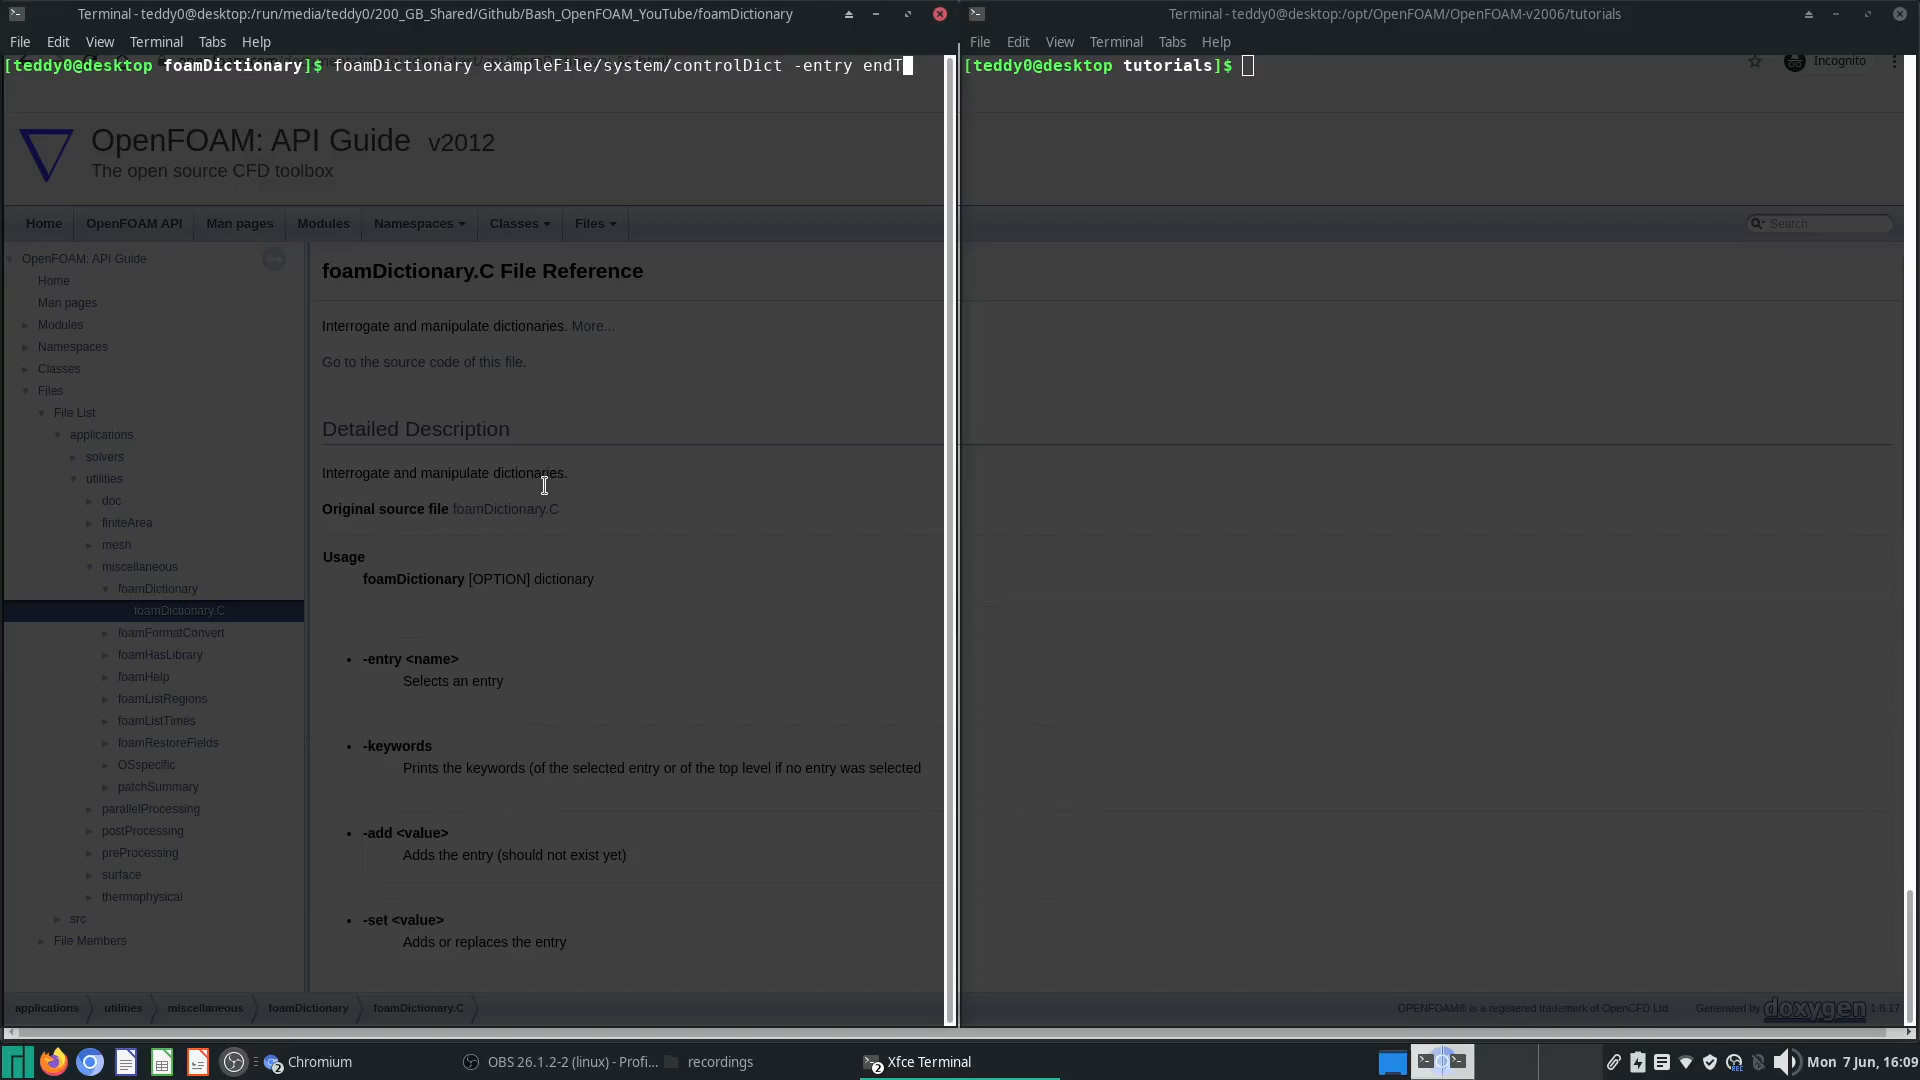 Terminal - teddy0@desktop:/run/media/teddy0/200_GB_Shared/Github/Bash_OpenFOAM_YouTube/foamDictionary
File Edit View Terminal Tabs Help
[teddy0@desktop foamDictionary]$ foamDictionary exampleFile/system/controlDict -entry endT
Terminal - teddy0@desktop:/opt/OpenFOAM/OpenFOAM-v2006/tutorials
File Edit View Terminal Tabs Help
[teddy0@desktop tutorials]$
Incognito
OpenFOAM: API Guide v2012
The open source CFD toolbox
Home OpenFOAM API Man pages Modules Namespaces Classes Files
Search
OpenFOAM: API Guide
Home
Man pages
Modules
Namespaces
Classes
Files
File List
applications
solvers
utilities
doc
finiteArea
mesh
miscellaneous
foamDictionary
foamDictionary.C
foamFormatConvert
foamHasLibrary
foamHelp
foamListRegions
foamListTimes
foamRestoreFields
OSspecific
patchSummary
parallelProcessing
postProcessing
preProcessing
surface
thermophysical
src
File Members
foamDictionary.C File Reference
Interrogate and manipulate dictionaries. More...
Go to the source code of this file.
Detailed Description
Interrogate and manipulate dictionaries.
Original source file foamDictionary.C
Usage
foamDictionary [OPTION] dictionary
-entry <name>
Selects an entry
-keywords
Prints the keywords (of the selected entry or of the top level if no entry was selected
-add <value>
Adds the entry (should not exist yet)
-set <value>
Adds or replaces the entry
applications utilities miscellaneous foamDictionary foamDictionary.C
OPENFOAM® is a registered trademark of OpenCFD Ltd. Generated by doxygen 1.8.17
2 Chromium
OBS 26.1.2-2 (linux) - Profi...
recordings
2 Xfce Terminal
Mon 7 Jun, 16:09